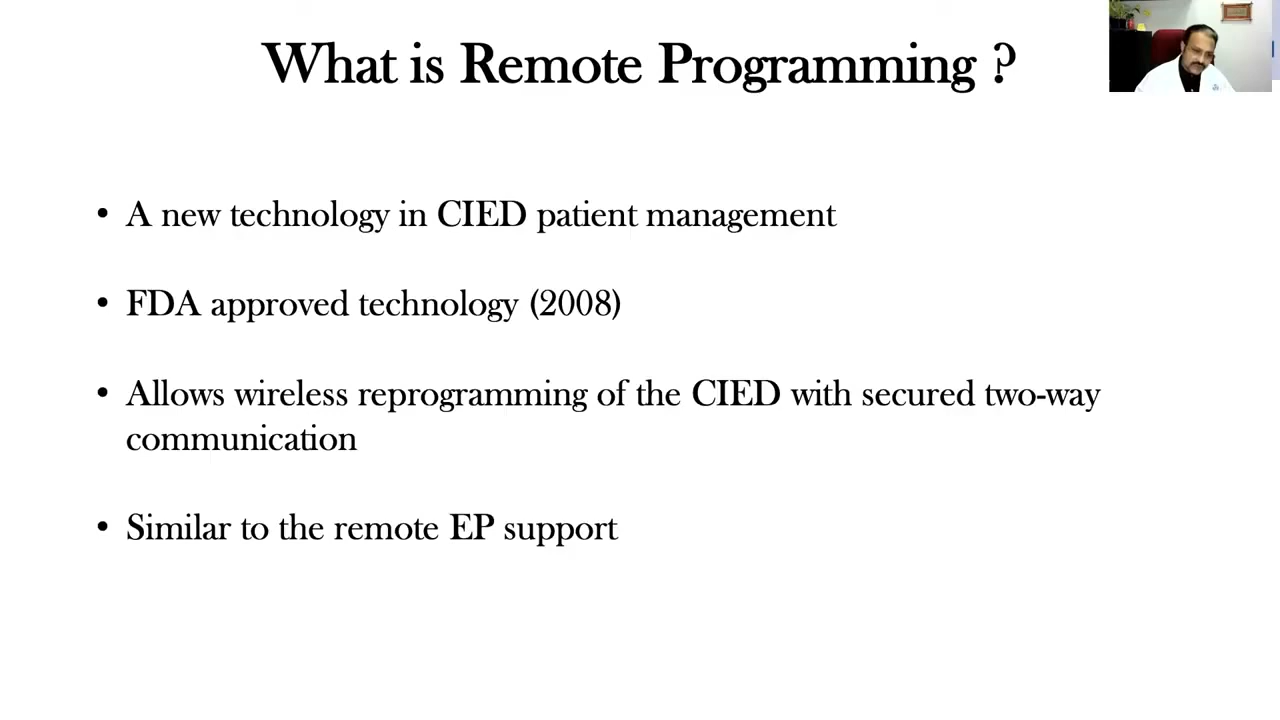 What is Remote Programming ?
• A new technology in CIED patient management
• FDA approved technology (2008)
• Allows wireless reprogramming of the CIED with secured two-way
communication
• Similar to the remote EP support